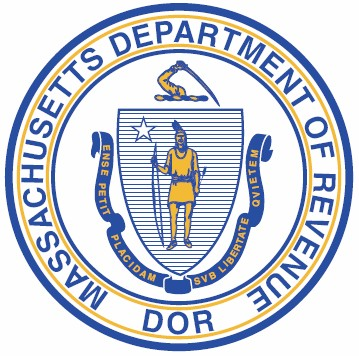 MASSACHUSETTS DEPARTMENT OF REVENUE
DOR
ENSE PETIT PLACIDAM SVB LIBERTATE QVIETEM